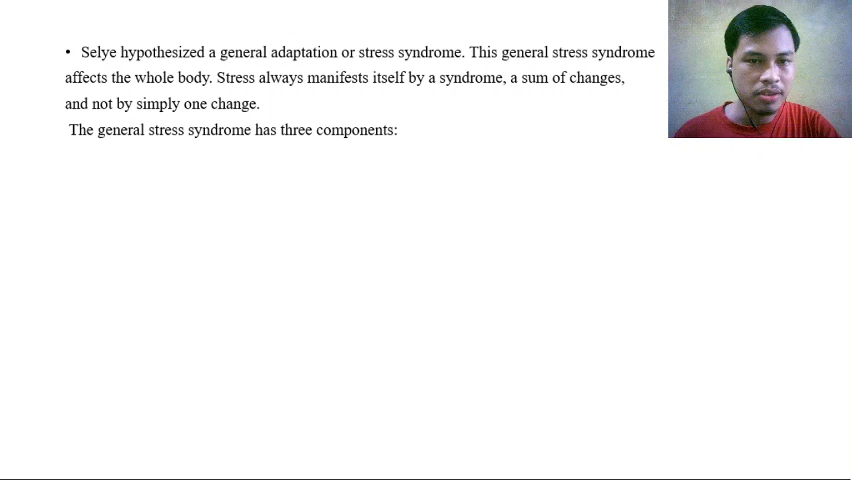 • Selye hypothesized a general adaptation or stress syndrome. This general stress syndrome
affects the whole body. Stress always manifests itself by a syndrome, a sum of changes,
and not by simply one change.
The general stress syndrome has three components: